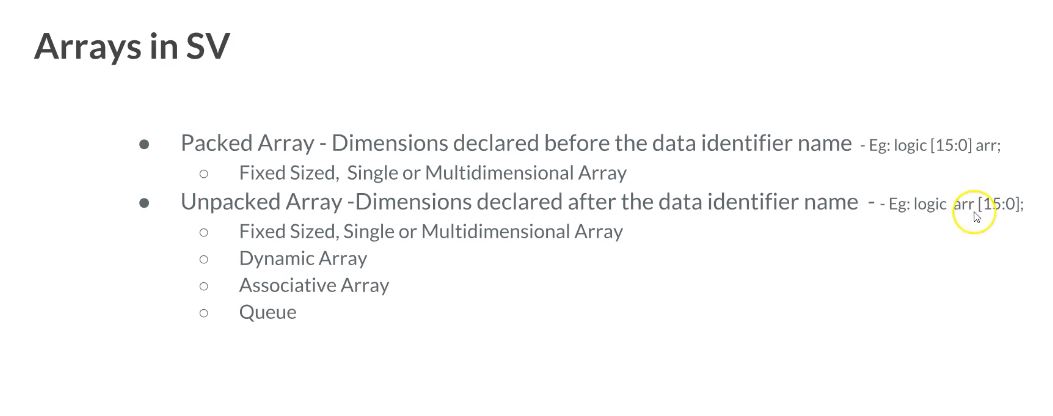 Arrays in SV
● Packed Array - Dimensions declared before the data identifier name - Eg: logic [15:0] arr;
○ Fixed Sized, Single or Multidimensional Array
● Unpacked Array -Dimensions declared after the data identifier name - - Eg: logic arr [15:0];
○ Fixed Sized, Single or Multidimensional Array
○ Dynamic Array
○ Associative Array
○ Queue